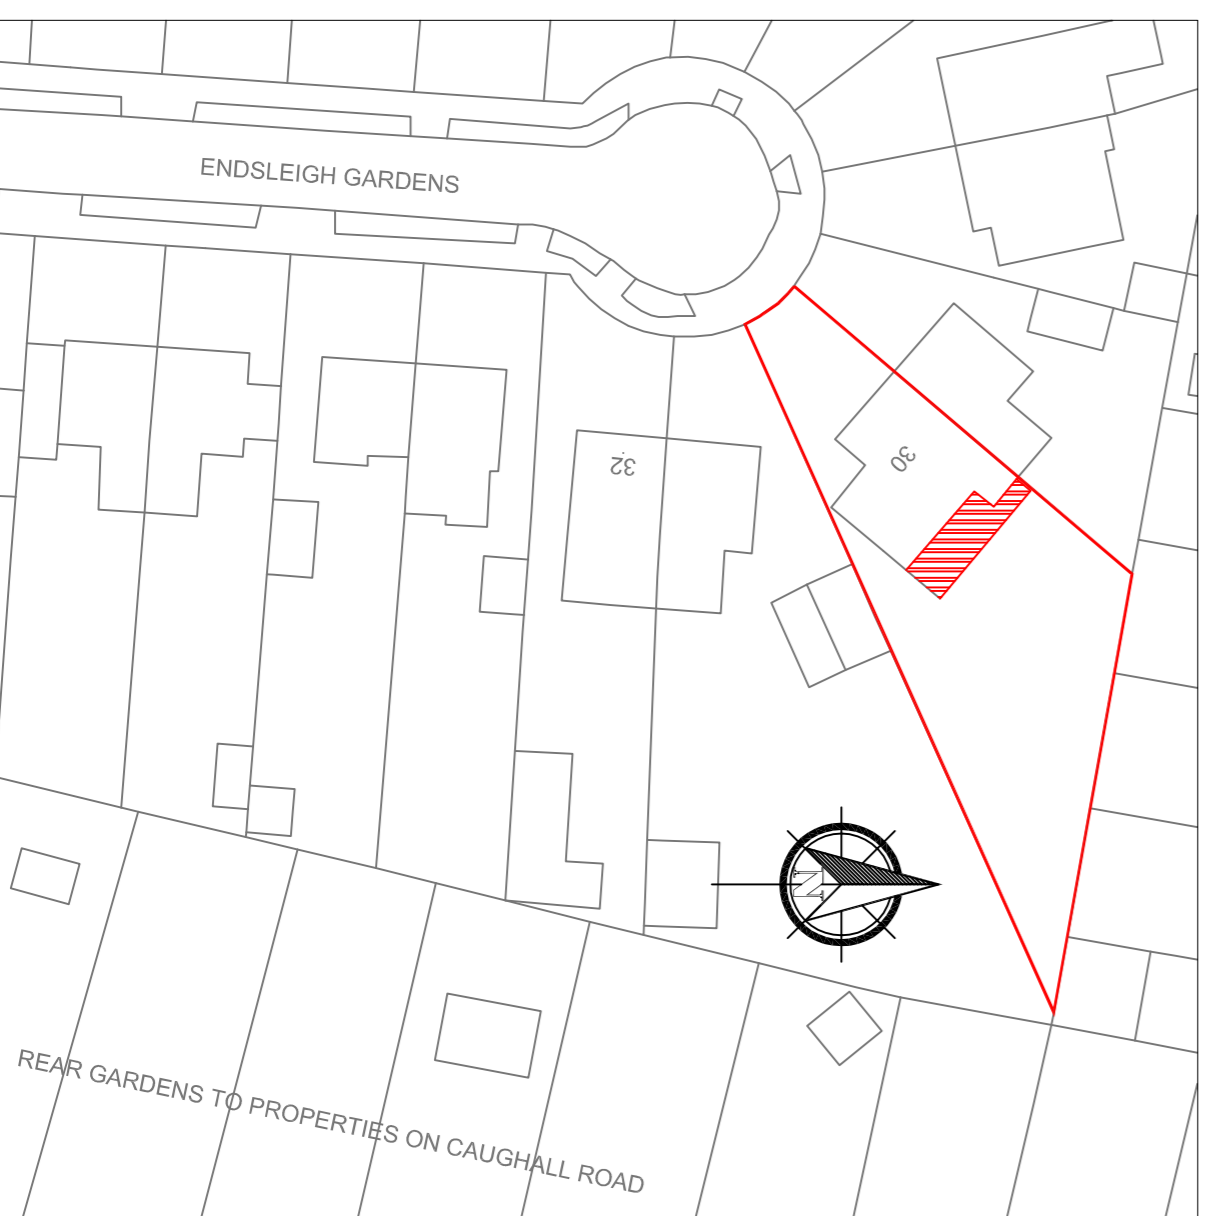 ENDSLEIGH GARDENS
32
30
N
REAR GARDENS TO PROPERTIES ON CAUGHALL ROAD